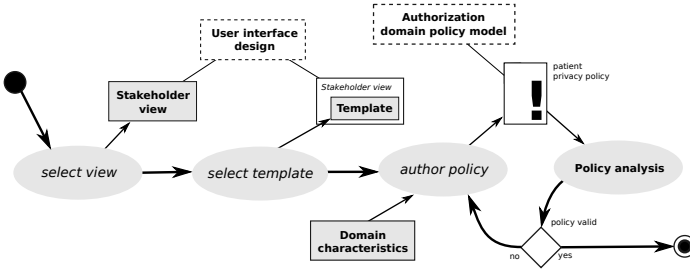 Authorization
domain policy model
User interface
design
patient
privacy policy
Stakeholder
view
Stakeholder view
Template
!
select view
select template
author policy
Policy analysis
policy valid
Domain
characteristics
no
yes